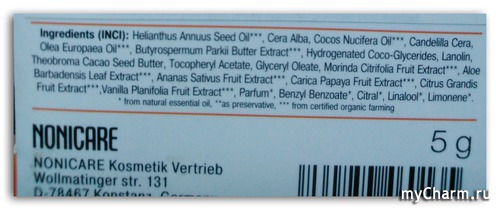 Ingredients (INCI): Helianthus Annuus Seed Oil***, Cera Alba, Cocos Nucifera Oil***, Candelilla Cera,
Olea Europaea Oil***, Butyrospermum Parkii Butter Extract***, Hydrogenated Coco-Glycerides, Lanolin,
Theobroma Cacao Seed Butter, Tocopheryl Acetate, Glyceryl Oleate, Morinda Citrifolia Fruit Extract***, Aloe
Barbadensis Leaf Extract***, Ananas Sativus Fruit Extract***, Carica Papaya Fruit Extract***, Citrus Grandis
Fruit Extract***,Vanilla Planifolia Fruit Extract***, Parfum*, Benzyl Benzoate*, Citral*, Linalool*, Limonene*.
* from natural essential oil, **as preservative, *** from certified organic farming
NONICARE 5 g
NONICARE Kosmetik Vertrieb
Wollmatinger str. 131
D-78467 Konstanz, Germany
myCharm.ru